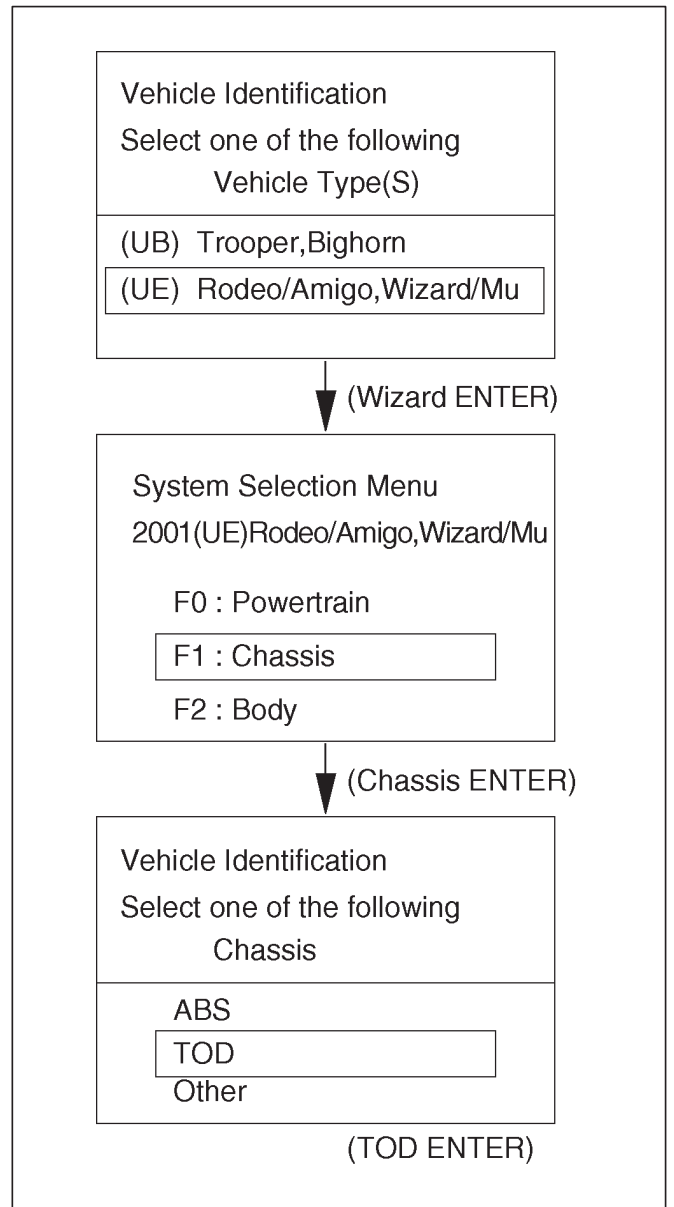 Vehicle Identification
Select one of the following
Vehicle Type(S)
(UB) Trooper,Bighorn
(UE) Rodeo/Amigo,Wizard/Mu
(Wizard ENTER)
System Selection Menu
2001(UE)Rodeo/Amigo,Wizard/Mu
F0 : Powertrain
F1 : Chassis
F2 : Body
(Chassis ENTER)
Vehicle Identification
Select one of the following
Chassis
ABS
TOD
Other
(TOD ENTER)